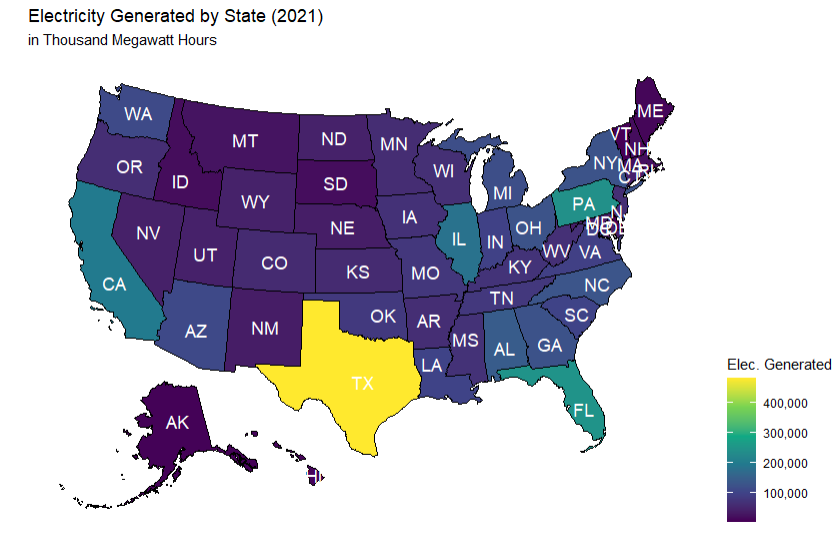 Electricity Generated by State (2021)
in Thousand Megawatt Hours
WA
ME
MT
ND
MN
VT
NH
OR
ID
SD
WI
NY
MA
CT
MI
WY
IA
PA
NV
NE
IL
IN
OH
MD
UT
CO
KS
MO
KY
WV
VA
CA
TN
NC
AZ
NM
OK
AR
MS
AL
GA
SC
LA
TX
FL
AK
HI
Elec. Generated
400,000
300,000
200,000
100,000